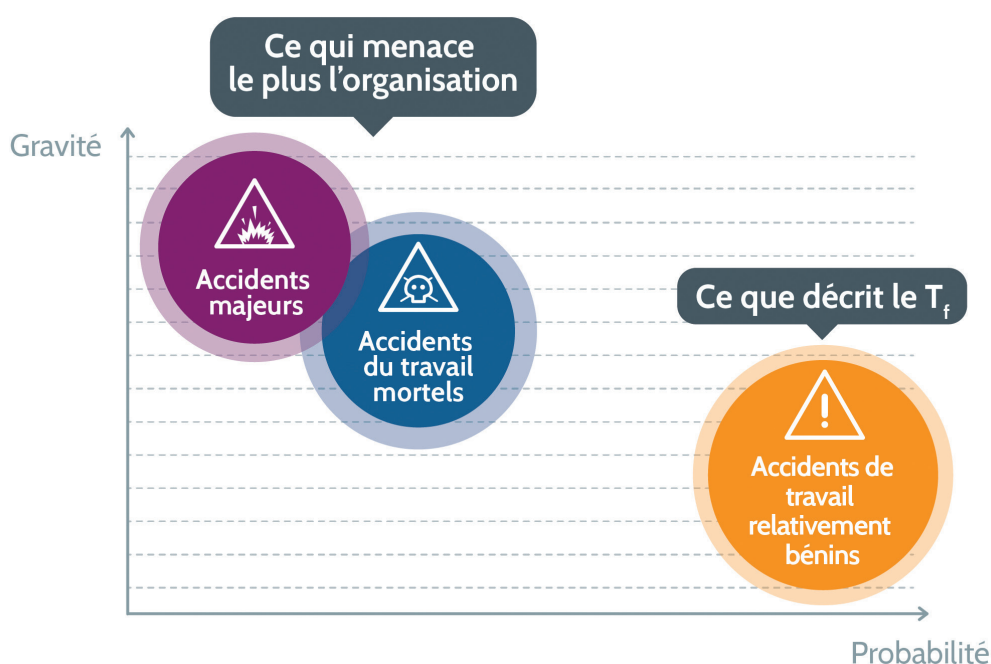 Ce qui menace
le plus l'organisation
Gravité
Accidents
majeurs
Accidents
du travail
mortels
Ce que décrit le Tf
Accidents de
travail
relativement
bénins
Probabilité